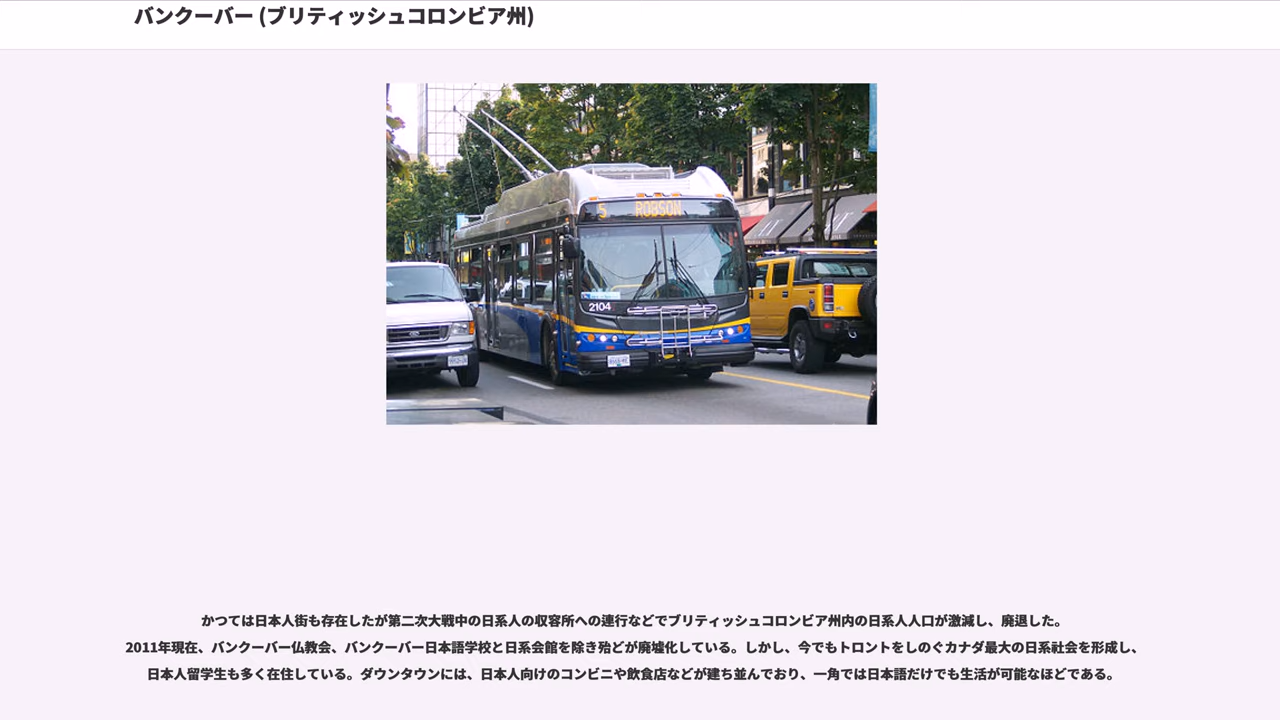 バンクーバー (ブリティッシュコロンビア州)
5 ROBSON
2104
かつては日本人街も存在したが第二次大戦中の日系人の収容所への連行などでブリティッシュコロンビア州内の日系人人口が激減し、廃退した。
2011年現在、バンクーバー仏教会、バンクーバー日本語学校と日系会館を除き殆どが廃墟化している。しかし、今でもトロントをしのぐカナダ最大の日系社会を形成し、
日本人留学生も多く在住している。ダウンタウンには、日本人向けのコンビニや飲食店などが建ち並んでおり、一角では日本語だけでも生活が可能なほどである。